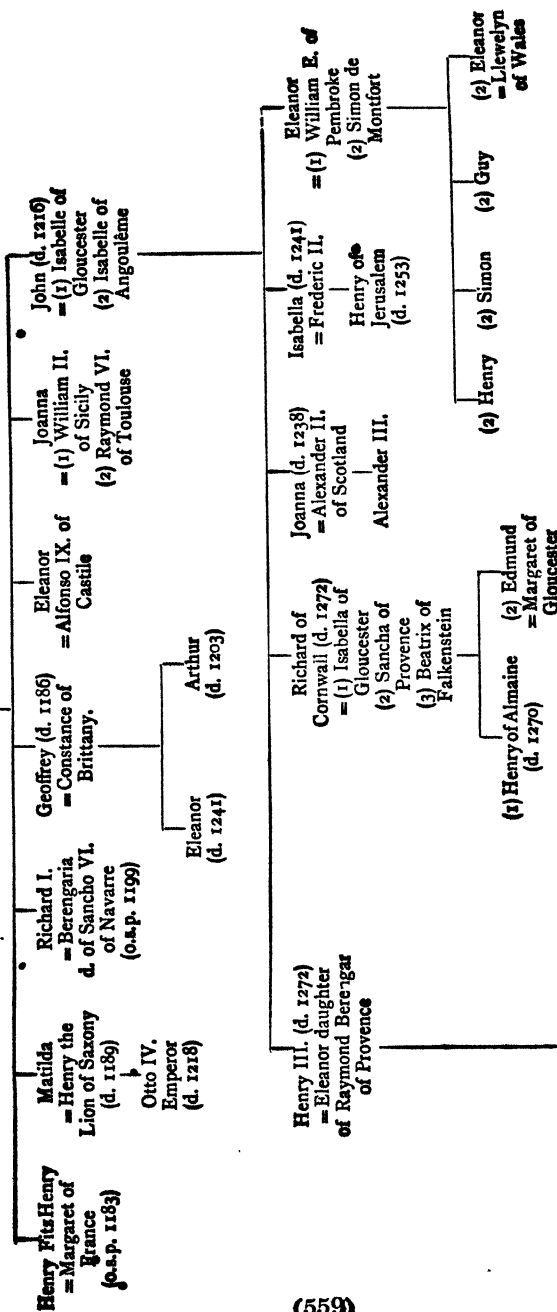 Henry FitzHenry
= Margaret of
France
(o.s.p. 1183)
Matilda
= Henry the
Lion of Saxony
(d. 1189)
Otto IV.
Emperor
(d. 1218)
Richard I.
= Berengaria
d. of Sancho VI.
of Navarre
(o.s.p. 1199)
Geoffrey (d. 1186)
= Constance of
Brittany.
Eleanor
(d. 1241)
Arthur
(d. 1203)
Eleanor
= Alfonso IX. of
Castile
Joanna
= (1) William II.
of Sicily
(2) Raymond VI.
of Toulouse
John (d. 1216)
= (1) Isabelle of
Gloucester
(2) Isabelle of
Angoulême
Henry III. (d. 1272)
= Eleanor daughter
of Raymond Berengar
of Provence
Richard of
Cornwall (d. 1272)
= (1) Isabella of
Gloucester
(2) Sancha of
Provence
(3) Beatrix of
Falkenstein
(1) Henry of Almaine
(d. 1270)
(2) Edmund
= Margaret of
Gloucester
Joanna (d. 1238)
= Alexander II.
of Scotland
Alexander III.
Isabella (d. 1241)
= Frederic II.
Henry of
Jerusalem
(d. 1253)
Eleanor
= (1) William E. of
Pembroke
(2) Simon de
Montfort
(2) Henry
(2) Simon
(2) Guy
(2) Eleanor
= Llewelyn
of Wales
(559)